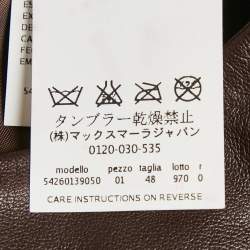 タンブラー乾燥禁止
(株)マックスマーラジャパン
0120-030-535
modello pezzo taglia lotto r
54260139050 01 48 970 0
CARE INSTRUCTIONS ON REVERSE